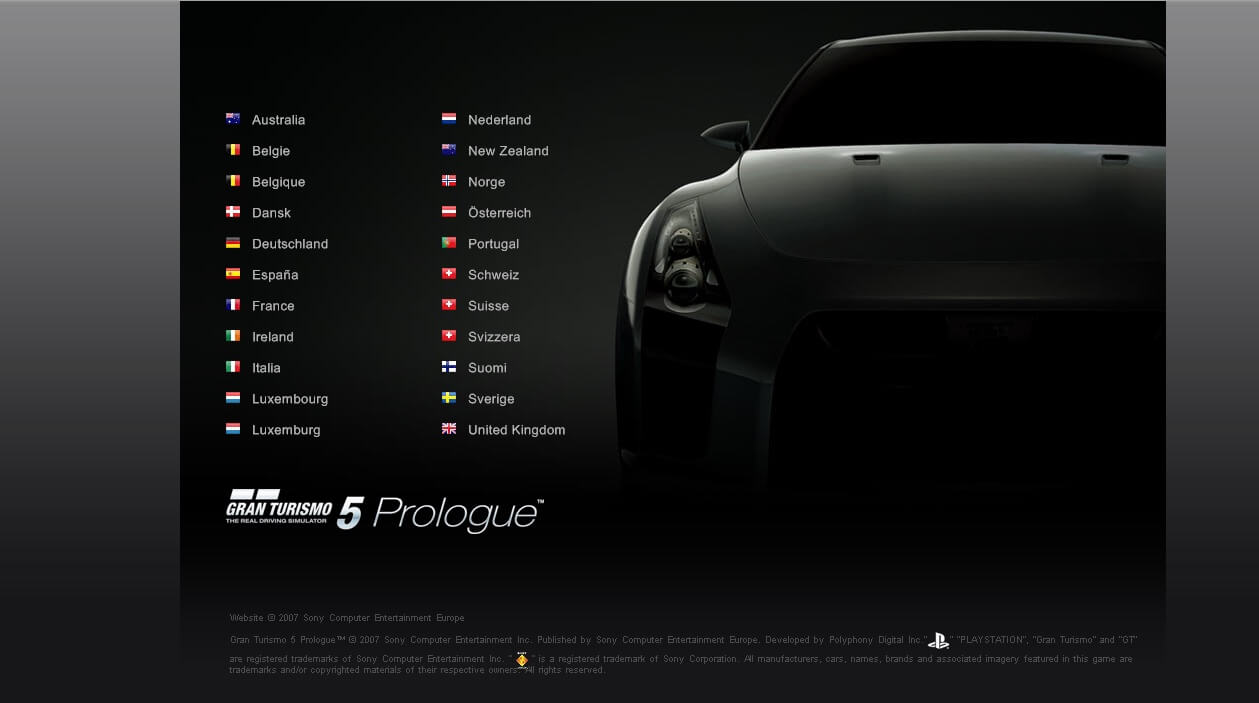 Australia
Belgie
Belgique
Dansk
Deutschland
España
France
Ireland
Italia
Luxembourg
Luxemburg
Nederland
New Zealand
Norge
Österreich
Portugal
Schweiz
Suisse
Svizzera
Suomi
Sverige
United Kingdom
GRAN TURISMO 5 Prologue™
THE REAL DRIVING SIMULATOR
Website © 2007 Sony Computer Entertainment Europe
Gran Turismo 5 Prologue™ © 2007 Sony Computer Entertainment Inc. Published by Sony Computer Entertainment Europe. Developed by Polyphony Digital Inc." " "PLAYSTATION", "Gran Turismo" and "GT"
are registered trademarks of Sony Computer Entertainment Inc. " " is a registered trademark of Sony Corporation. All manufacturers, cars, names, brands and associated imagery featured in this game are
trademarks and/or copyrighted materials of their respective owners. All rights reserved.